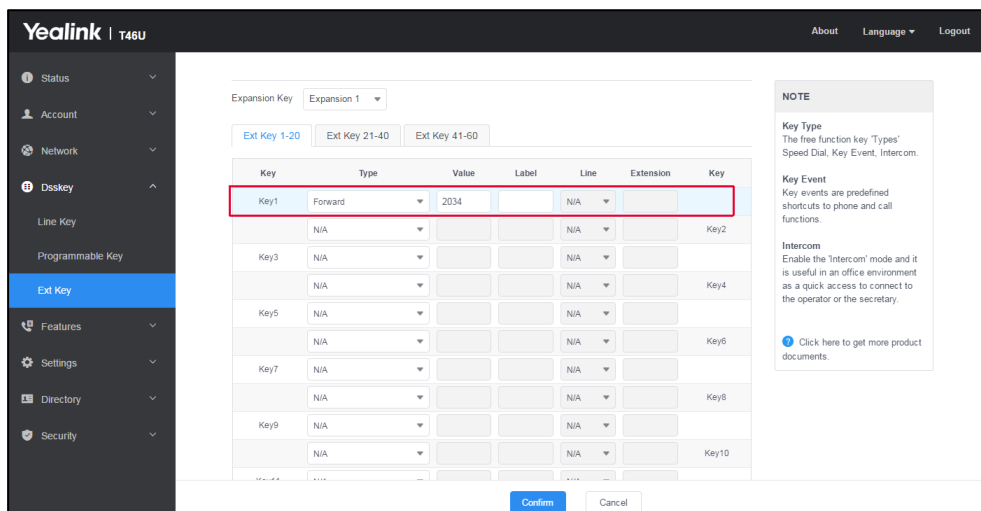 Yealink | T46U
About Language Logout
Status
Account
Network
Dsskey
Line Key
Programmable Key
Ext Key
Features
Settings
Directory
Security
Expansion Key Expansion 1
Ext Key 1-20 Ext Key 21-40 Ext Key 41-60
Key Type Value Label Line Extension Key
Key1 Forward 2034 N/A
N/A N/A Key2
Key3 N/A N/A
N/A N/A Key4
Key5 N/A N/A
N/A N/A Key6
Key7 N/A N/A
N/A N/A Key8
Key9 N/A N/A
N/A N/A Key10
Confirm Cancel
NOTE
Key Type
The free function key 'Types'
Speed Dial, Key Event, Intercom.
Key Event
Key events are predefined
shortcuts to phone and call
functions.
Intercom
Enable the 'Intercom' mode and it
is useful in an office environment
as a quick access to connect to
the operator or the secretary.
Click here to get more product
documents.